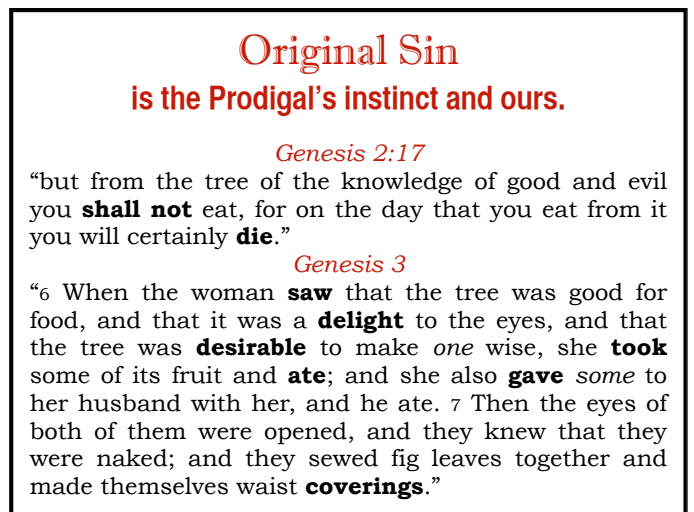 Original Sin
is the Prodigal’s instinct and ours.
Genesis 2:17
“but from the tree of the knowledge of good and evil
you shall not eat, for on the day that you eat from it
you will certainly die.”
Genesis 3
“6 When the woman saw that the tree was good for
food, and that it was a delight to the eyes, and that
the tree was desirable to make one wise, she took
some of its fruit and ate; and she also gave some to
her husband with her, and he ate. 7 Then the eyes of
both of them were opened, and they knew that they
were naked; and they sewed fig leaves together and
made themselves waist coverings.”